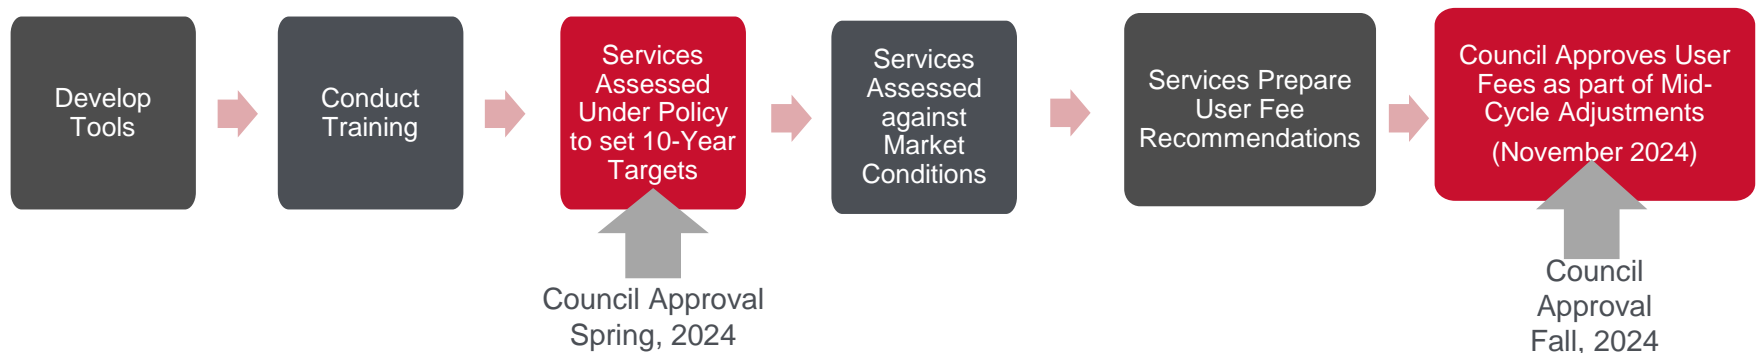 Develop
Tools
Conduct
Training
Services
Assessed
Under Policy
to set 10-Year
Targets
Services
Assessed
against
Market
Conditions
Services Prepare
User Fee
Recommendations
Council Approves User
Fees as part of Mid-
Cycle Adjustments
(November 2024)
Council Approval
Spring, 2024
Council
Approval
Fall, 2024